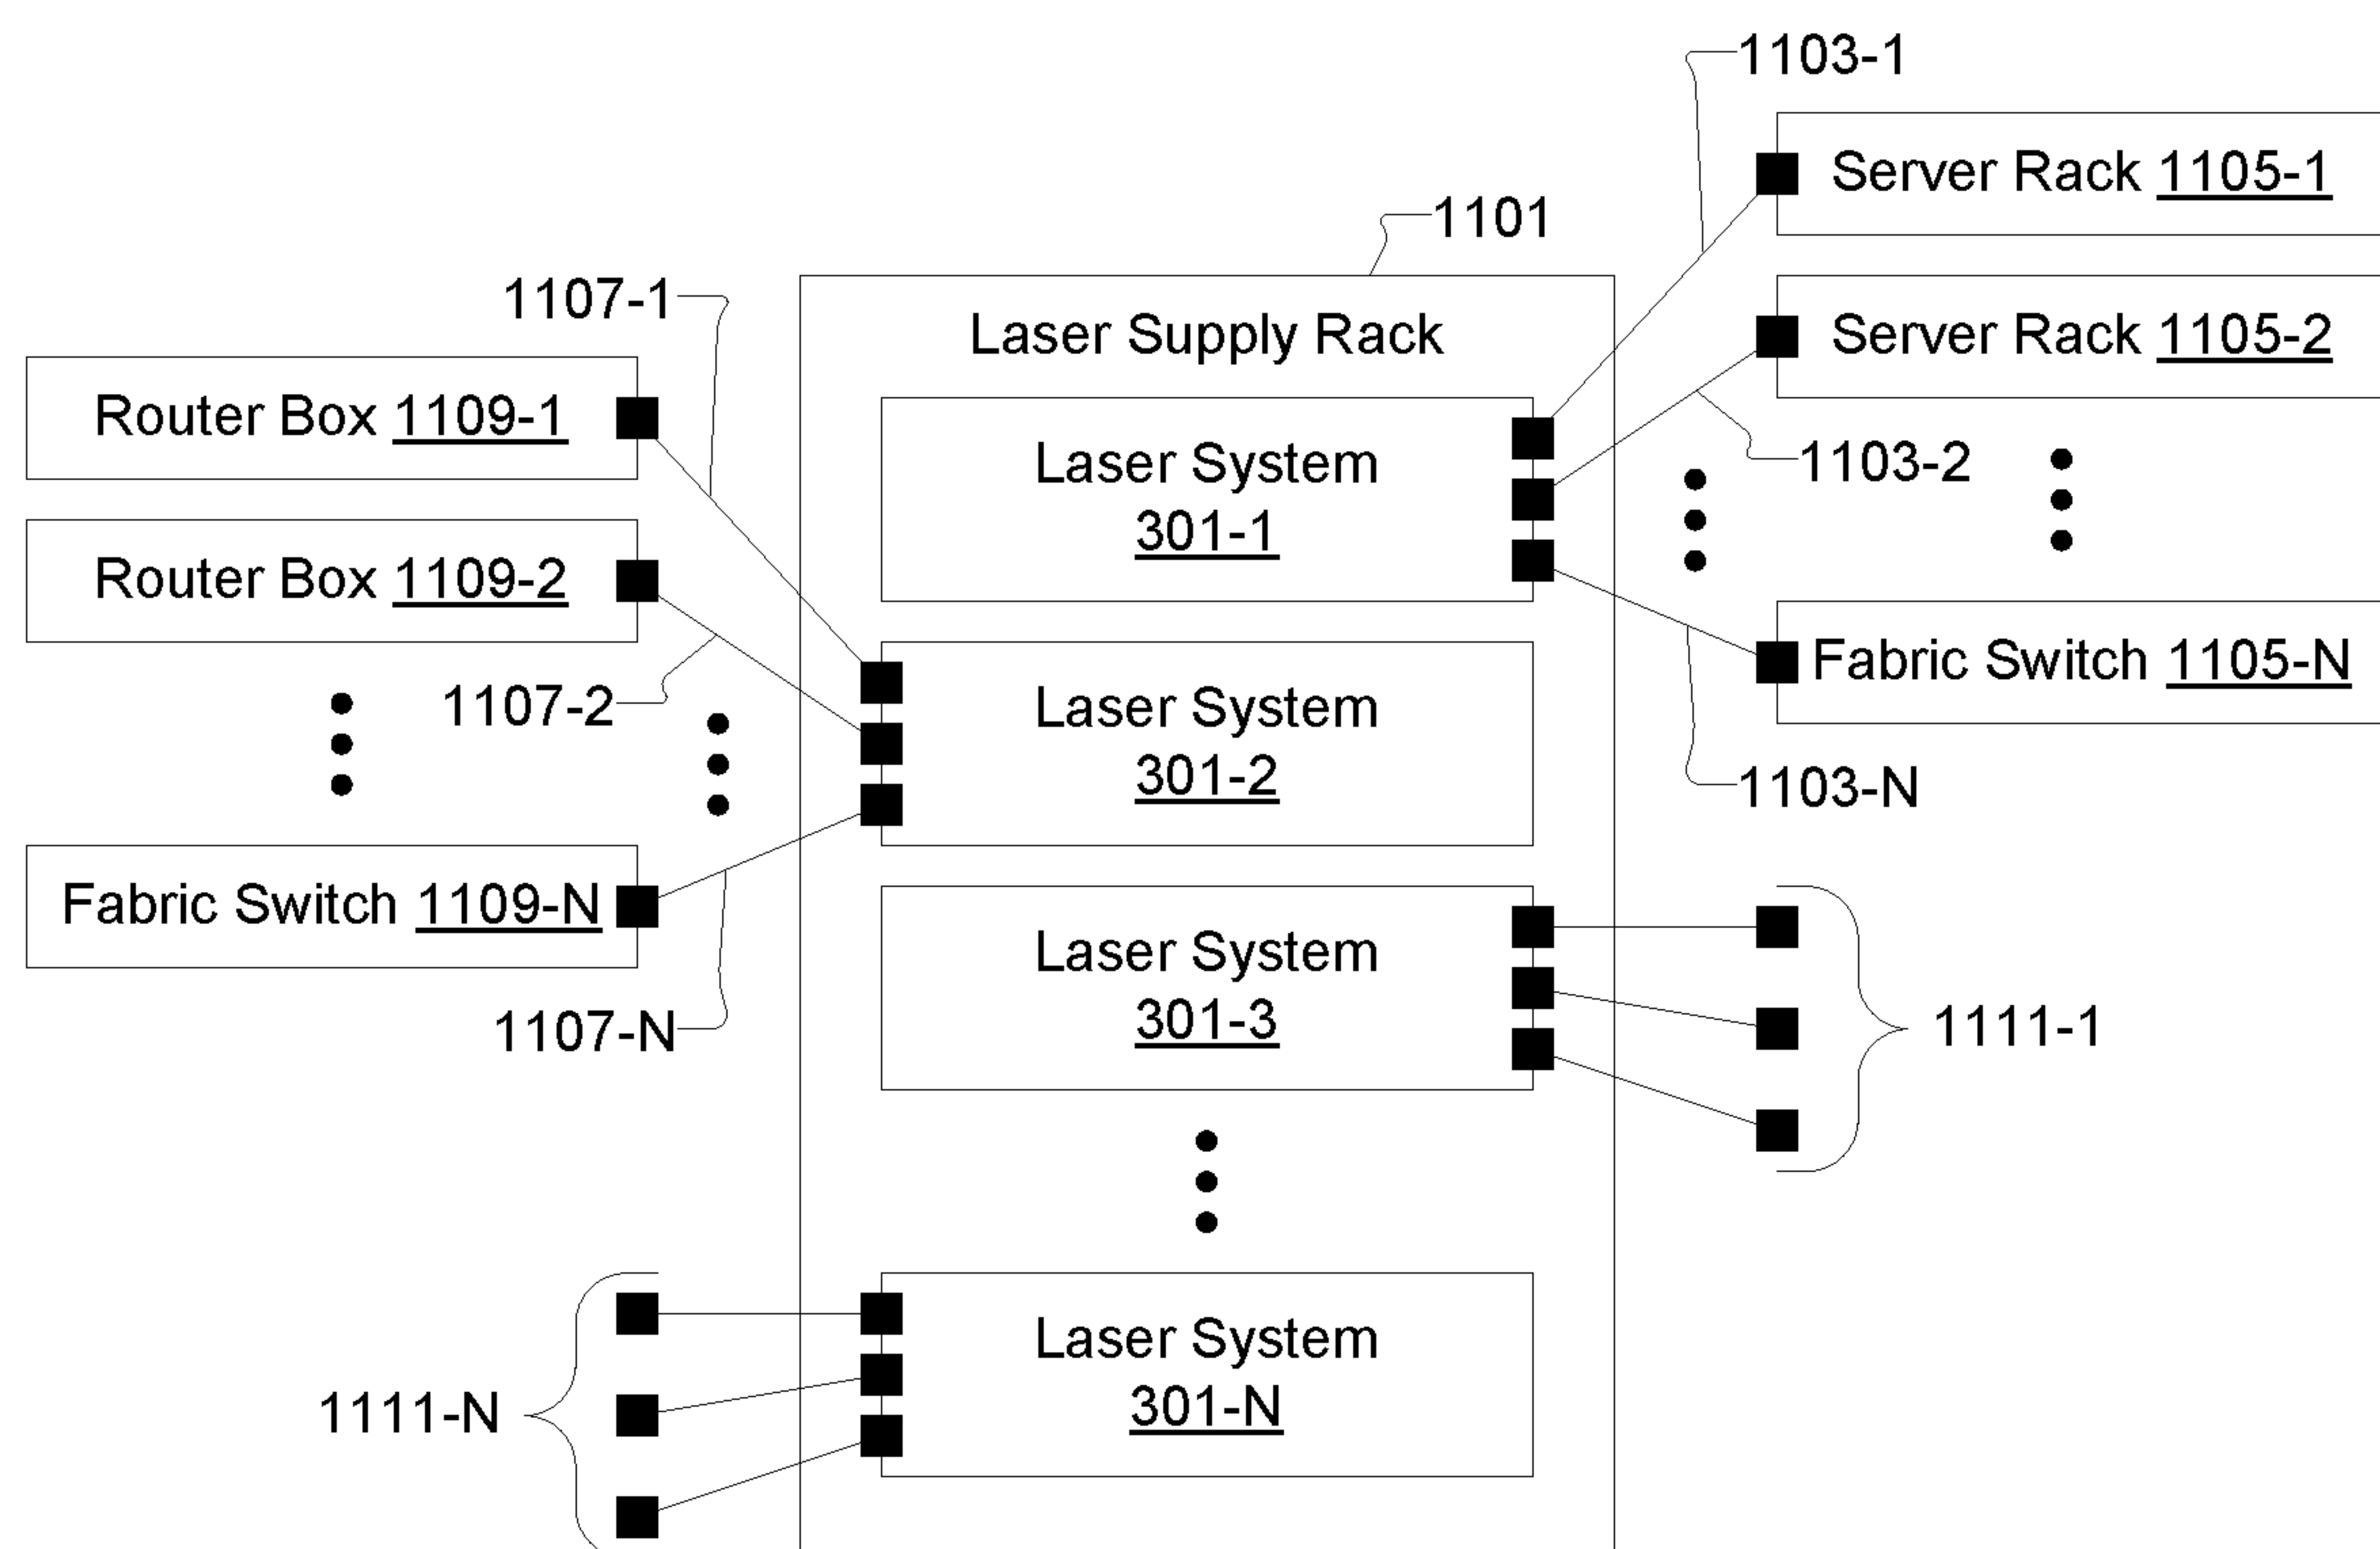 1103-1
Server Rack 1105-1
1101
1107-1
Laser Supply Rack
Server Rack 1105-2
Router Box 1109-1
Laser System
301-1
1103-2
Router Box 1109-2
Fabric Switch 1105-N
1107-2
Laser System
301-2
1103-N
Fabric Switch 1109-N
Laser System
301-3
1107-N
1111-1
Laser System
301-N
1111-N